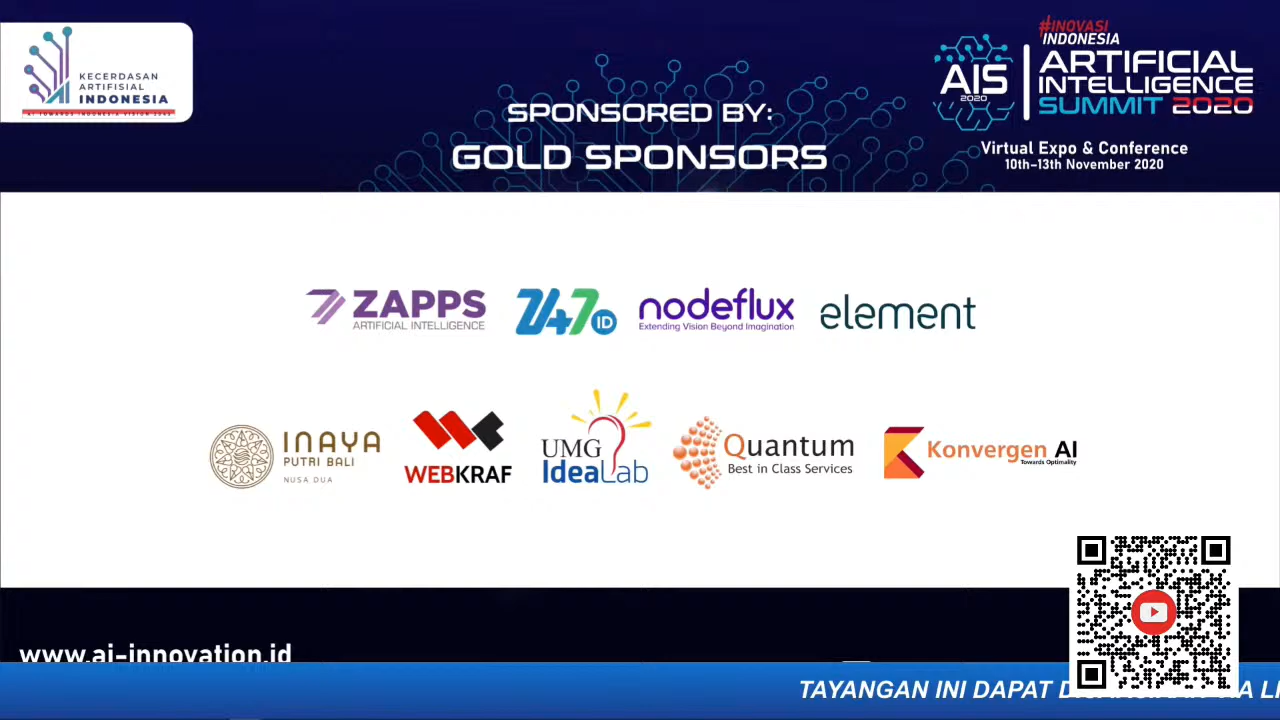 KECERDASAN
ARTIFISIAL
INDONESIA
SPONSORED BY:
GOLD SPONSORS
#INOVASI
INDONESIA
AIS
2020
ARTIFICIAL
INTELLIGENCE
SUMMIT 2020
Virtual Expo & Conference
10th-13th November 2020
ZAPPS
ARTIFICIAL INTELLIGENCE
247 ID
nodeflux
Extending Vision Beyond Imagination
element
INAYA
PUTRI BALI
NUSA DUA
WEBKRAF
UMG
IdeaLab
Quantum
Best in Class Services
Konvergen AI
Towards Optimality
www.ai-innovation.id
TAYANGAN INI DAPAT